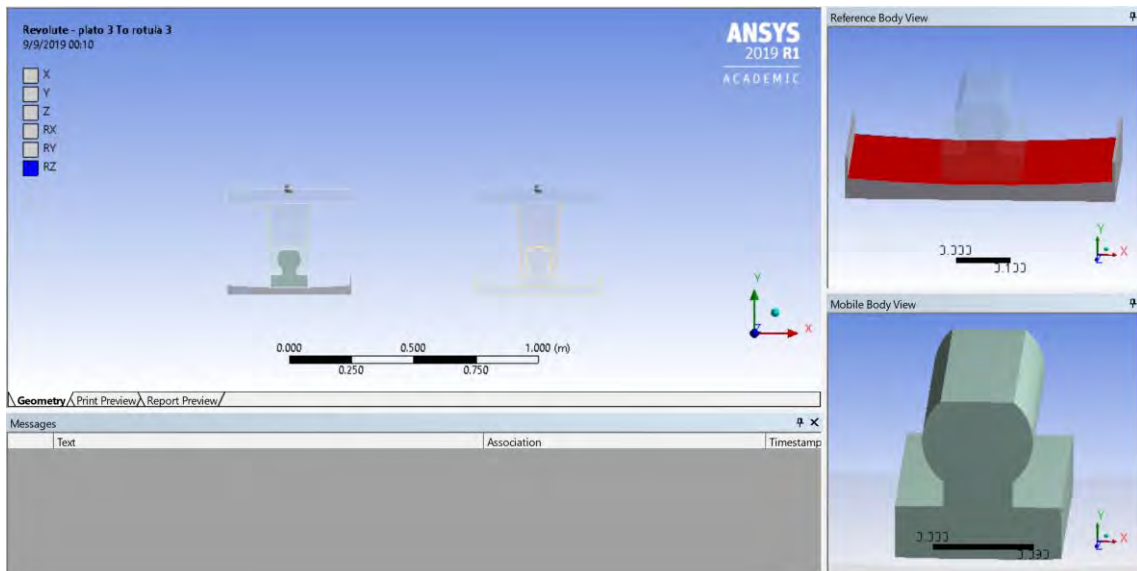 Revolute - plato 3 To rotula 3
9/9/2019 00:10
X
Y
Z
RX
RY
RZ
ANSYS
2019 R1
ACADEMIC
Y
Z
X
0.000
0.500
1.000 (m)
0.250
0.750
Geometry
Print Preview
Report Preview
Messages
Text
Association
Timestamp
Reference Body View
Y
Z
X
Mobile Body View
Y
Z
X